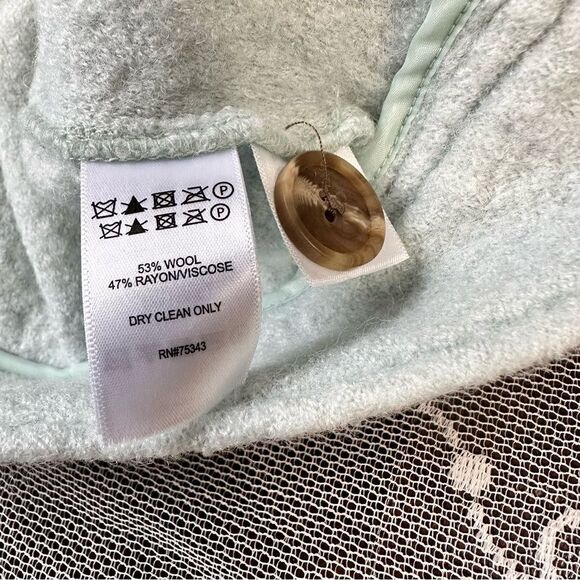 P
P
53% WOOL
47% RAYON/VISCOSE
DRY CLEAN ONLY
RN#75343